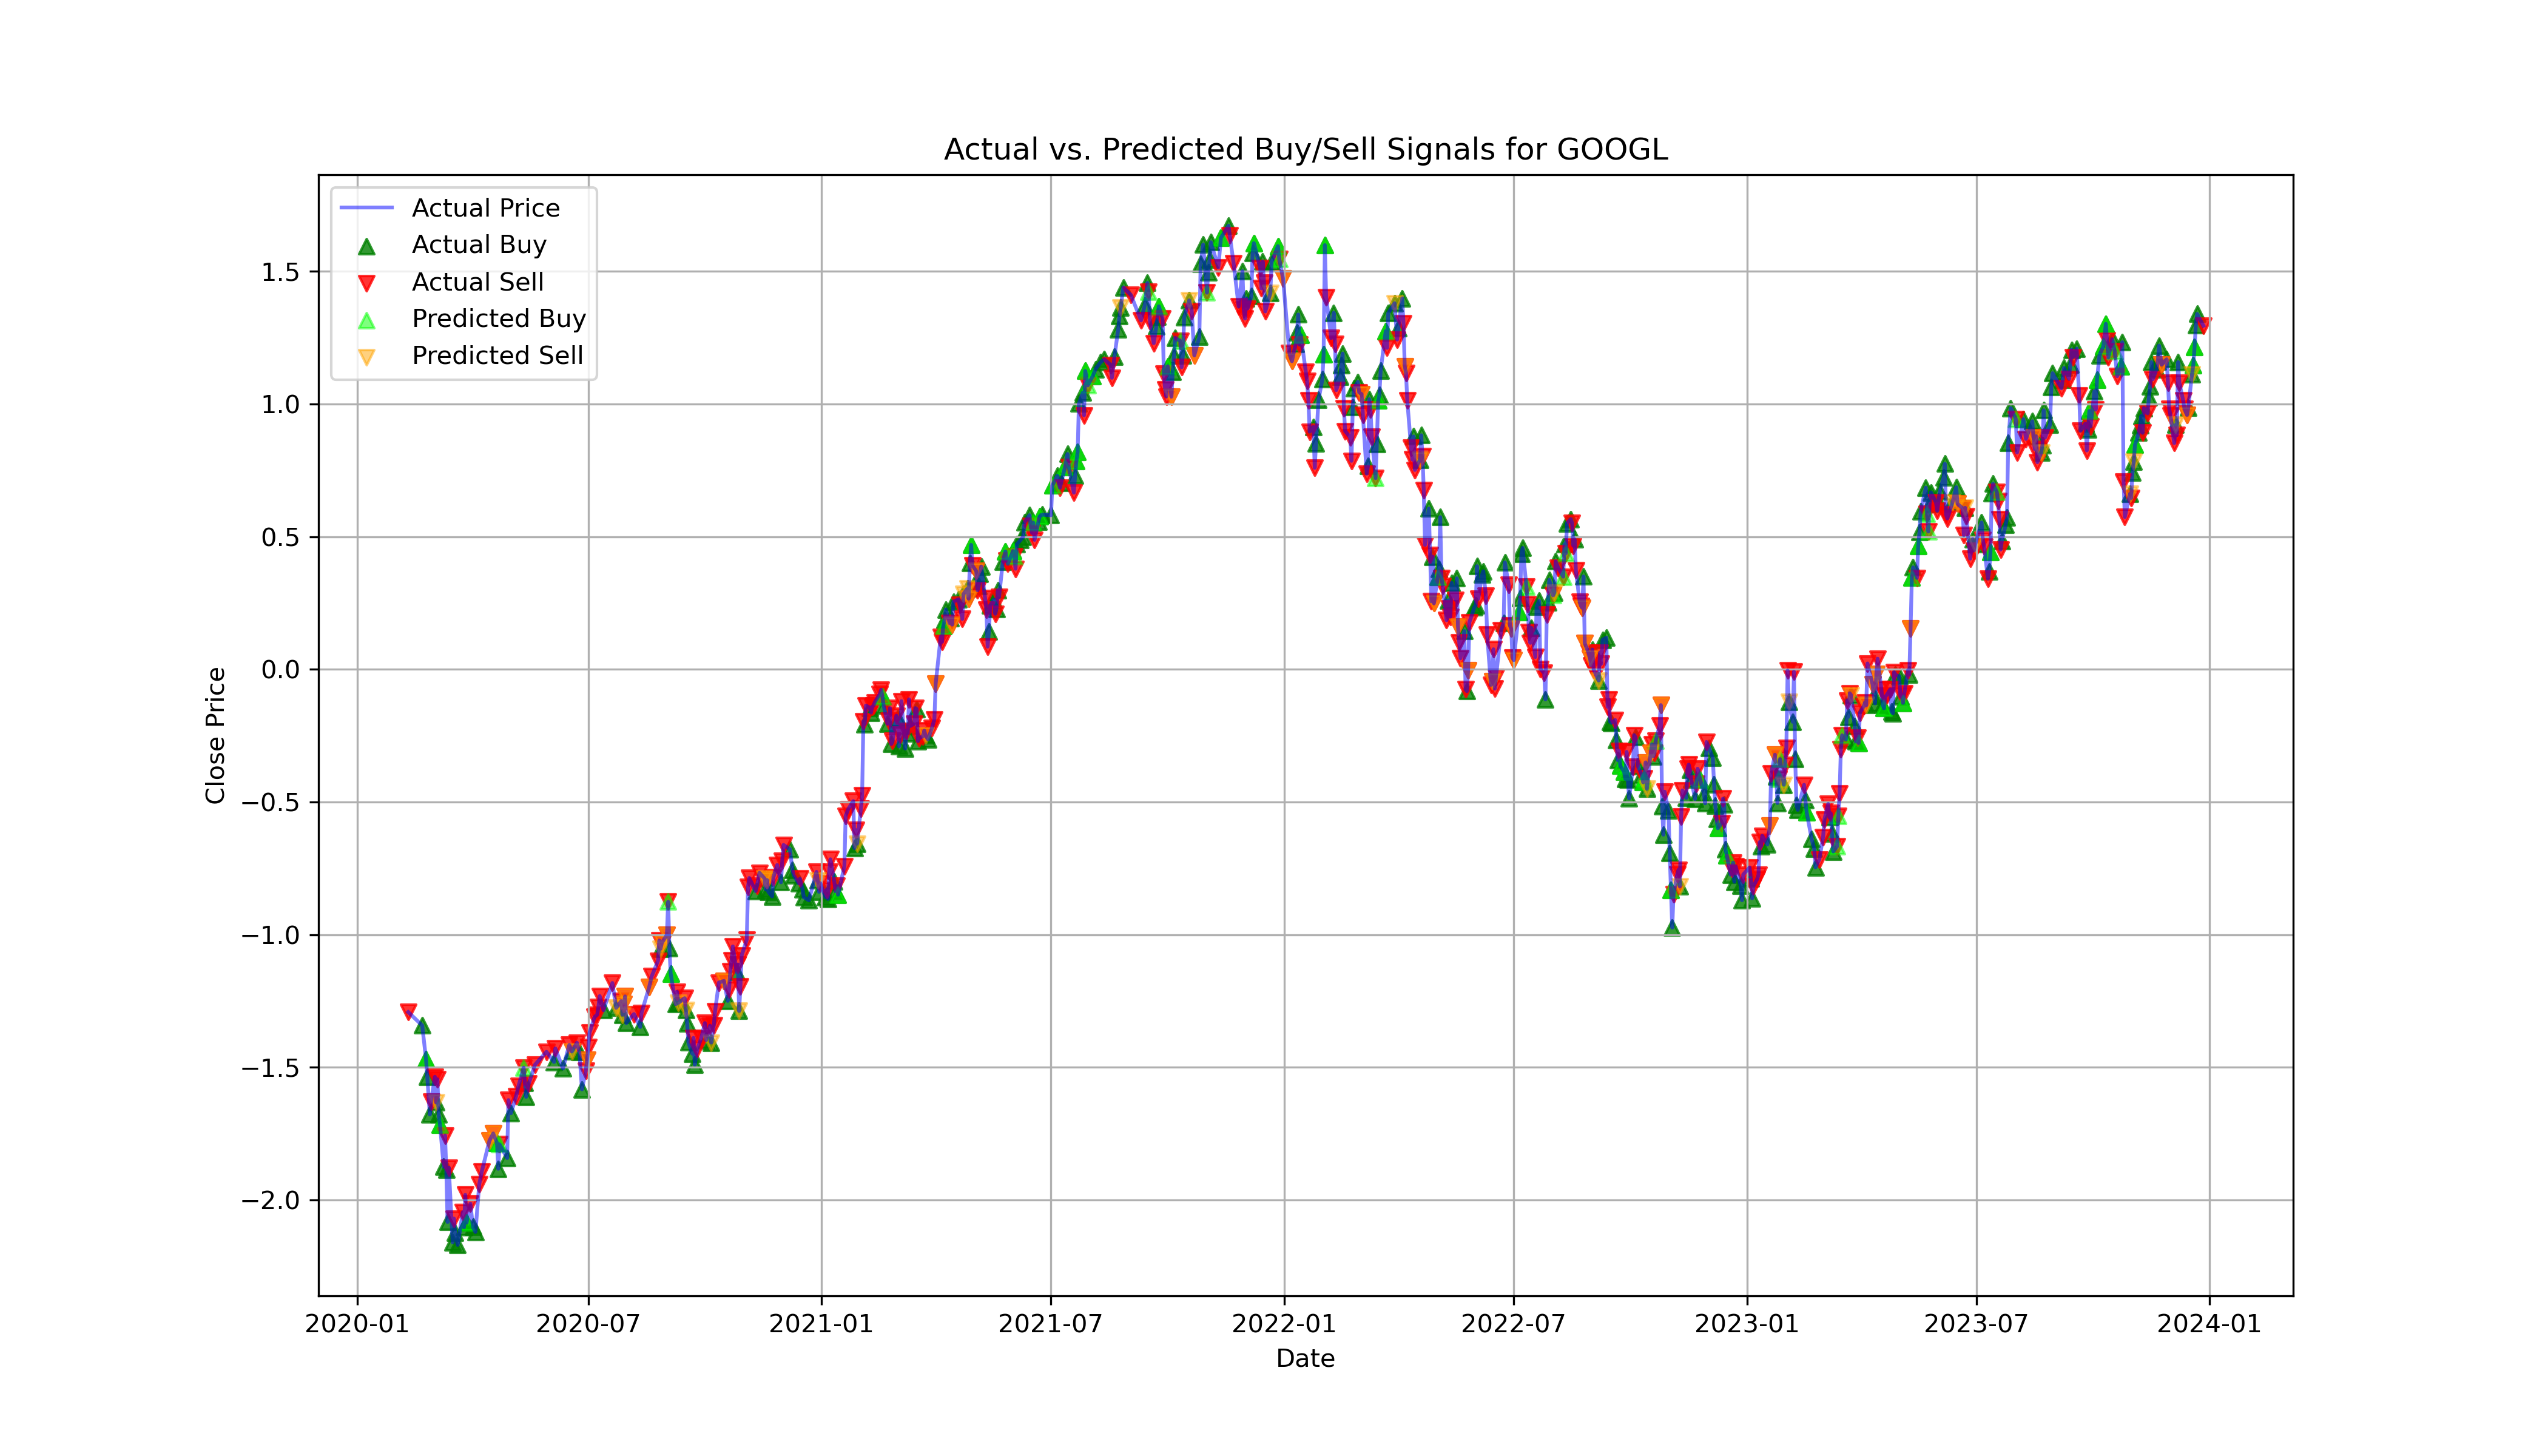 Actual vs. Predicted Buy/Sell Signals for GOOGL
Actual Price
Actual Buy
Actual Sell
Predicted Buy
Predicted Sell
Close Price
1.5
1.0
0.5
0.0
−0.5
−1.0
−1.5
−2.0
2020-01
2020-07
2021-01
2021-07
2022-01
2022-07
2023-01
2023-07
2024-01
Date